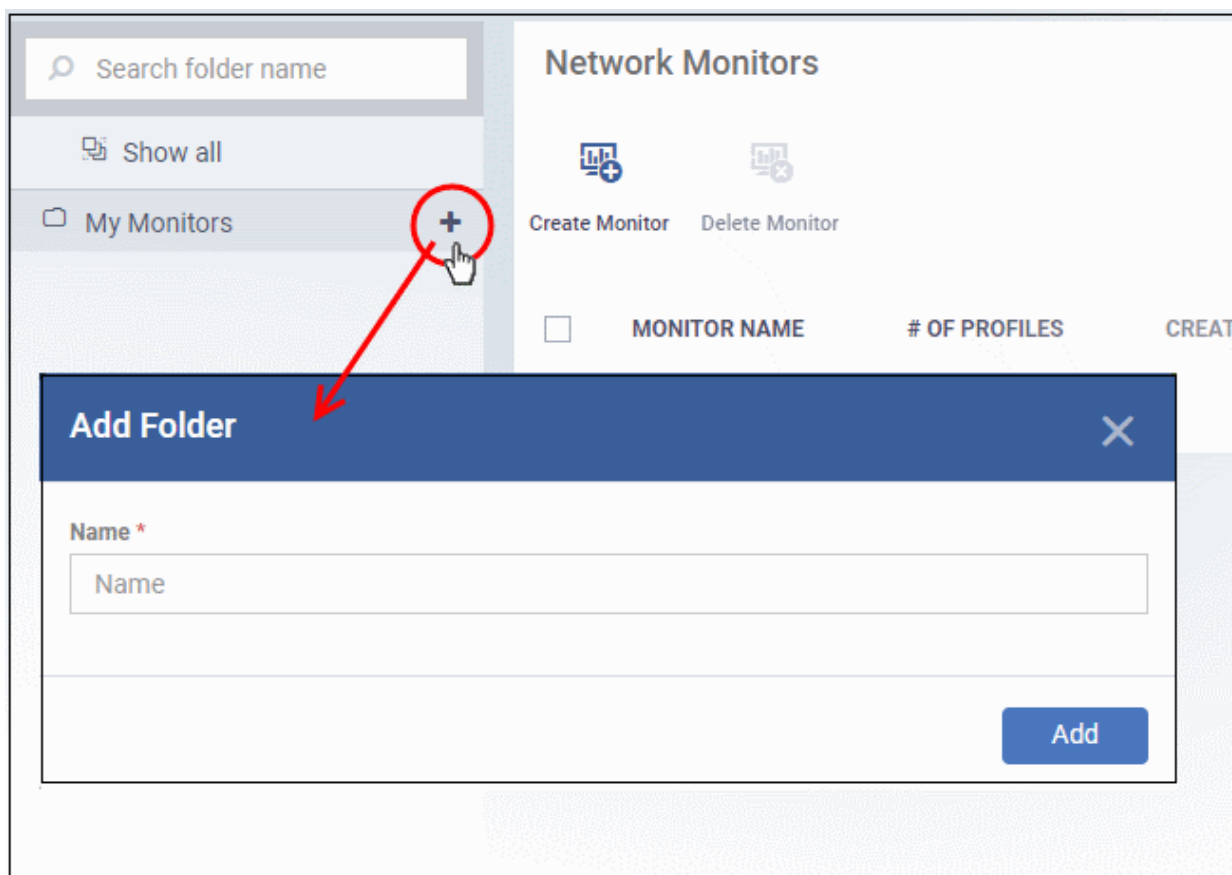 Search folder name
Show all
My Monitors
Network Monitors
Create Monitor
Delete Monitor
MONITOR NAME
# OF PROFILES
CREAT
Add Folder
Name *
Name
Add